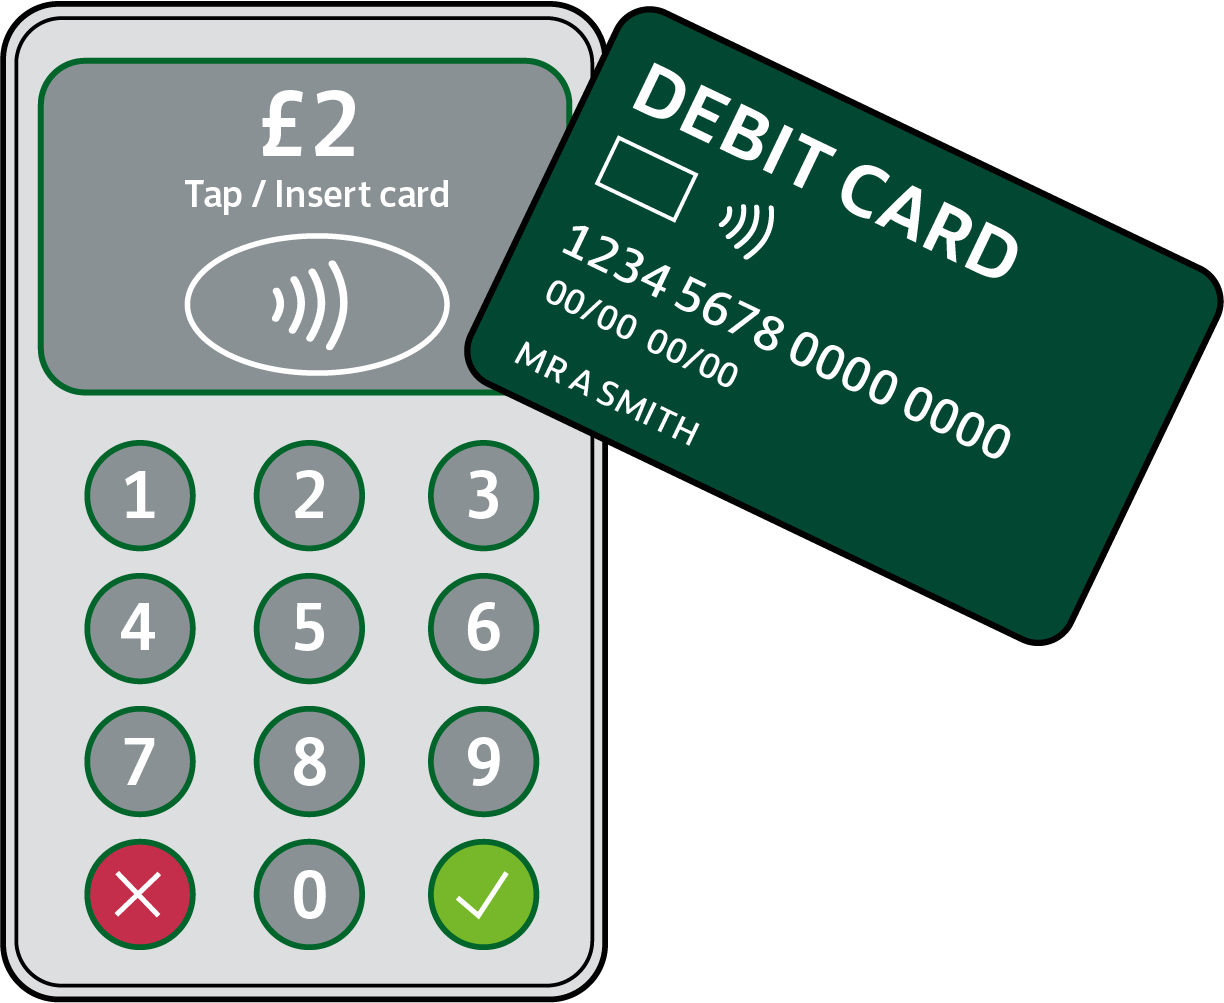 £2
Tap / Insert card
DEBIT CARD
1234 5678 0000 0000
00/00 00/00
MR A SMITH
1 2 3
4 5 6
7 8 9
0